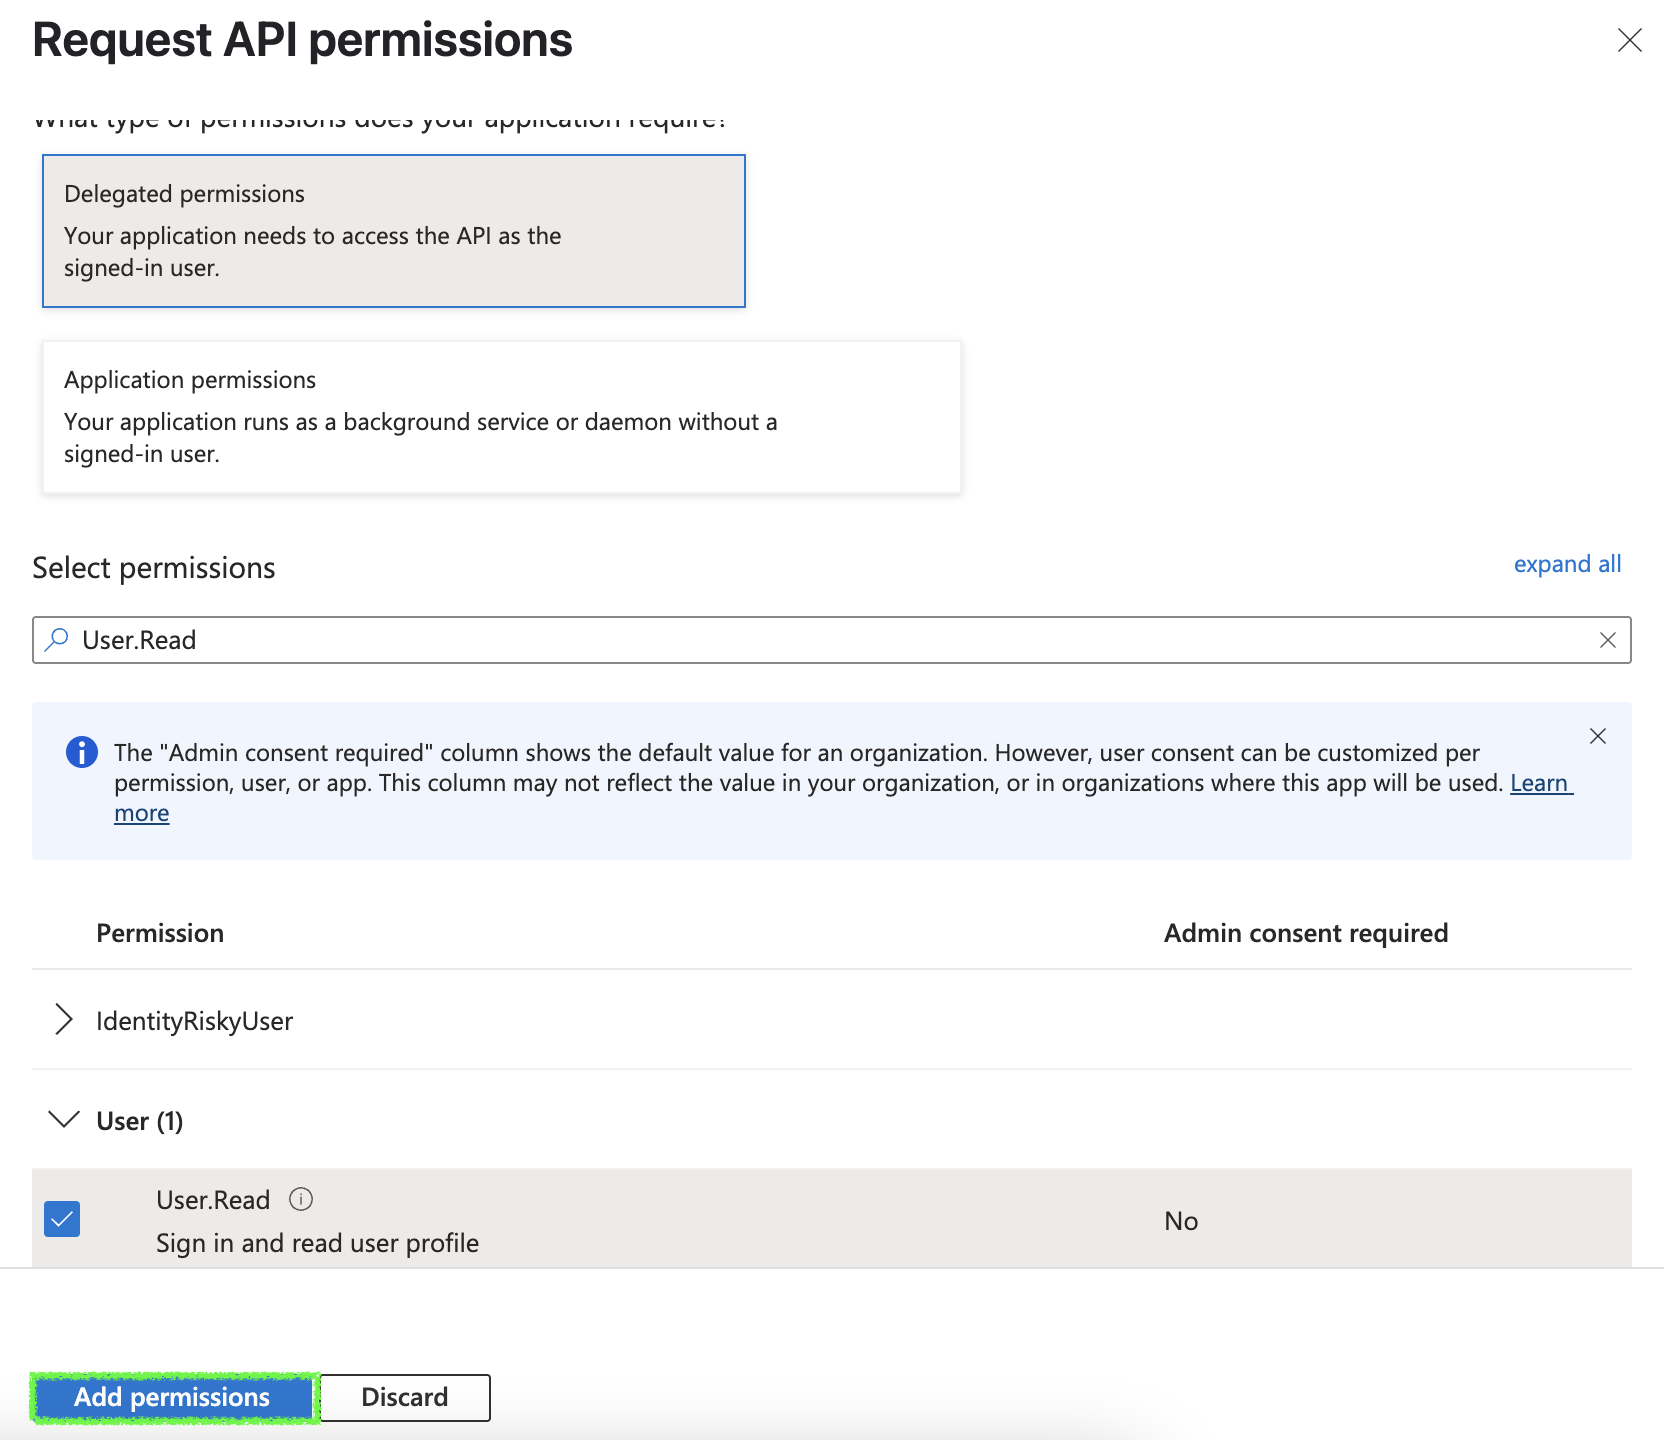 Request API permissions
What type of permissions does your application require?
Delegated permissions
Your application needs to access the API as the
signed-in user.
Application permissions
Your application runs as a background service or daemon without a
signed-in user.
Select permissions
expand all
User.Read
The "Admin consent required" column shows the default value for an organization. However, user consent can be customized per
permission, user, or app. This column may not reflect the value in your organization, or in organizations where this app will be used. Learn
more
Permission
Admin consent required
IdentityRiskyUser
User (1)
User.Read
Sign in and read user profile
No
Add permissions
Discard